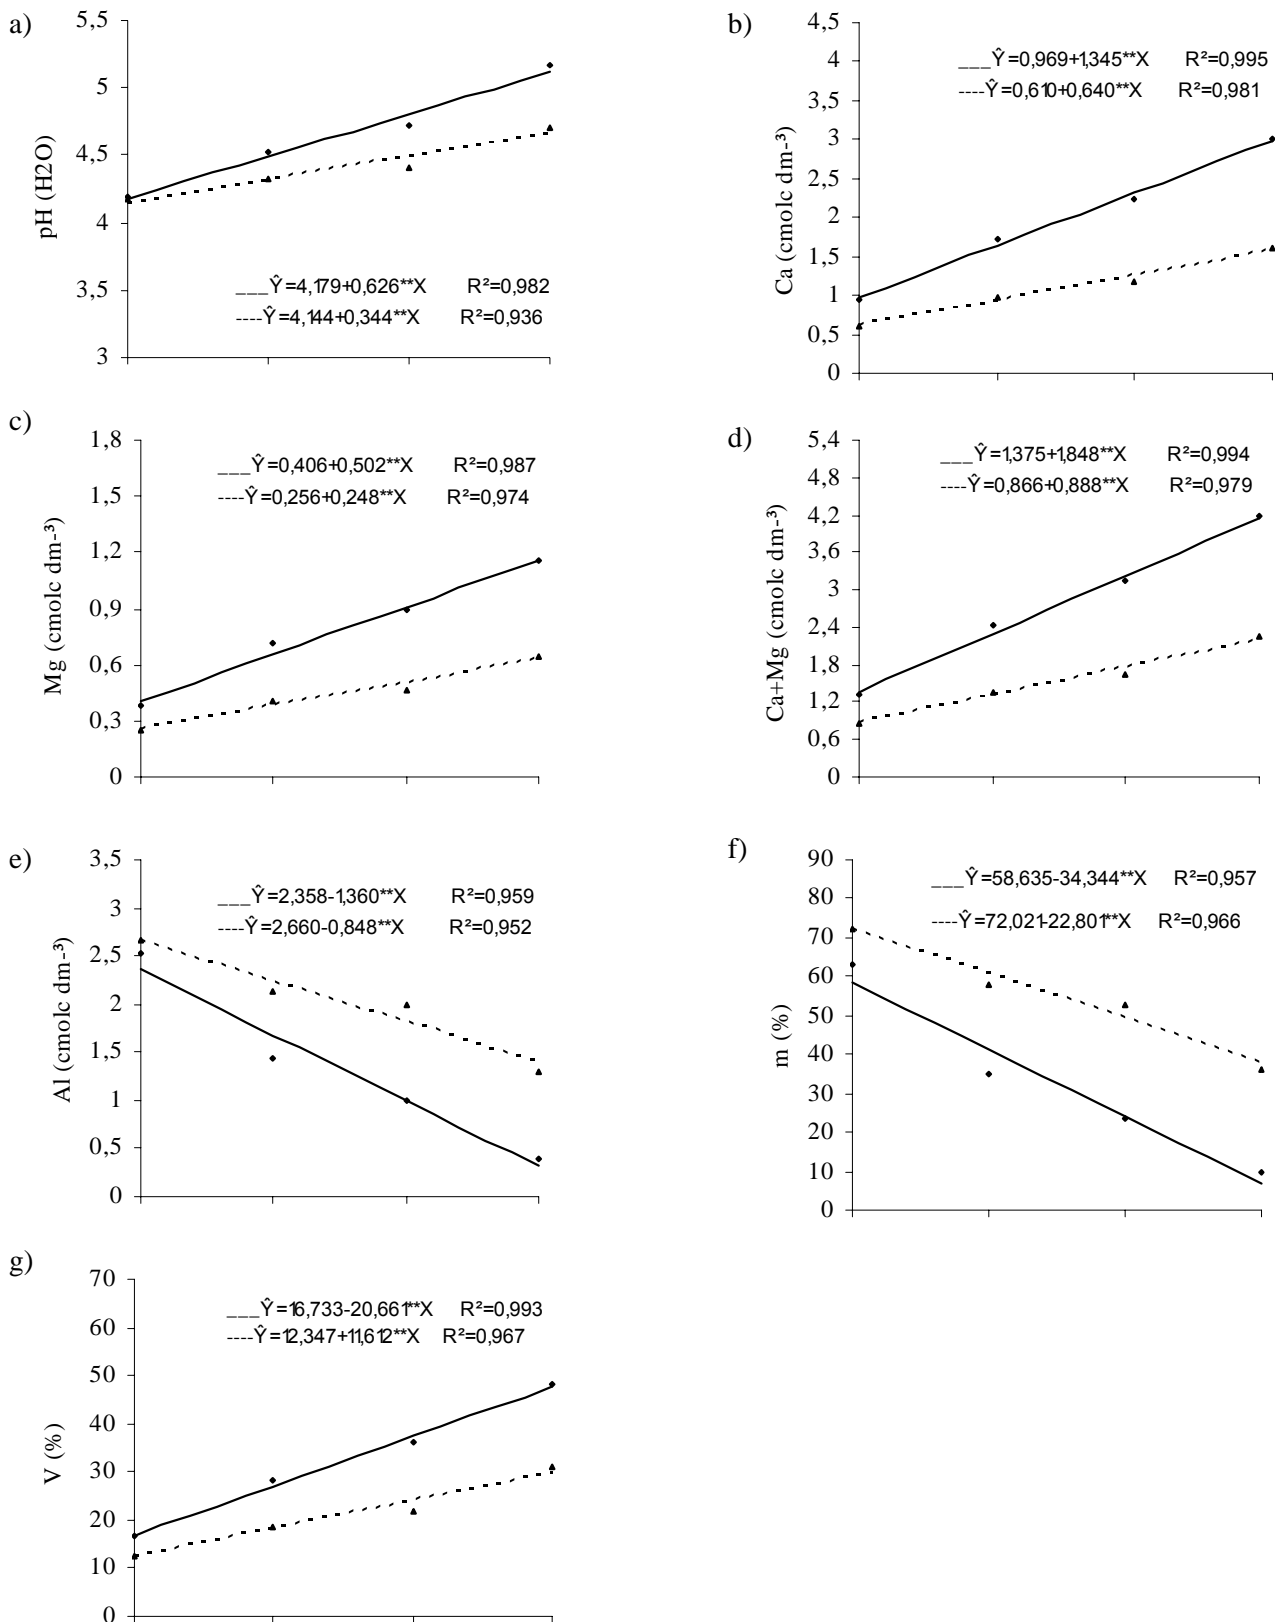 a)
5,5
5
4,5
4
3,5
3
pH (H2O)
___Ŷ=4,179+0,626**X R²=0,982
----Ŷ=4,144+0,344**X R²=0,936
b)
4,5
4
3,5
3
2,5
2
1,5
1
0,5
0
Ca (cmolc dm-³)
___Ŷ=0,969+1,345**X R²=0,995
----Ŷ=0,610+0,640**X R²=0,981
c)
1,8
1,5
1,2
0,9
0,6
0,3
0
Mg (cmolc dm-³)
___Ŷ=0,406+0,502**X R²=0,987
----Ŷ=0,256+0,248**X R²=0,974
d)
5,4
4,8
4,2
3,6
3
2,4
1,8
1,2
0,6
0
Ca+Mg (cmolc dm-³)
___Ŷ=1,375+1,848**X R²=0,994
----Ŷ=0,866+0,888**X R²=0,979
e)
3,5
3
2,5
2
1,5
1
0,5
0
Al (cmolc dm-³)
___Ŷ=2,358-1,360**X R²=0,959
----Ŷ=2,660-0,848**X R²=0,952
f)
90
80
70
60
50
40
30
20
10
0
m (%)
___Ŷ=58,635-34,344**X R²=0,957
----Ŷ=72,021-22,801**X R²=0,966
g)
70
60
50
40
30
20
10
0
V (%)
___Ŷ=16,733-20,661**X R²=0,993
----Ŷ=12,347+11,612**X R²=0,967